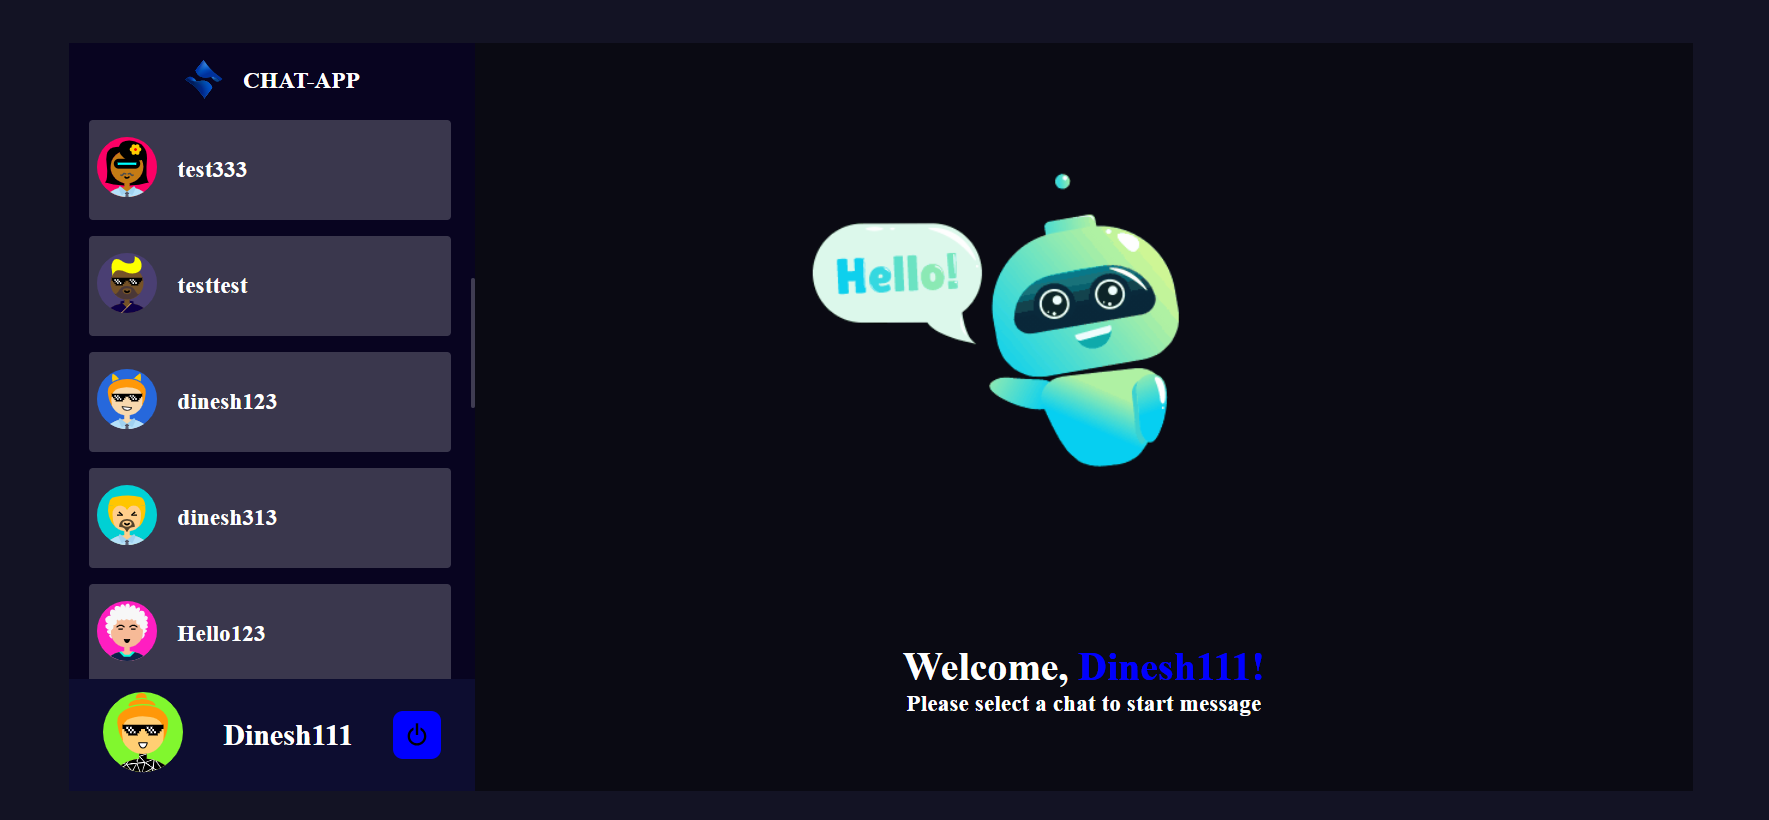 CHAT-APP
test333
testtest
dinesh123
dinesh313
Hello123
Dinesh111
Hello!
Welcome, Dinesh111!
Please select a chat to start message